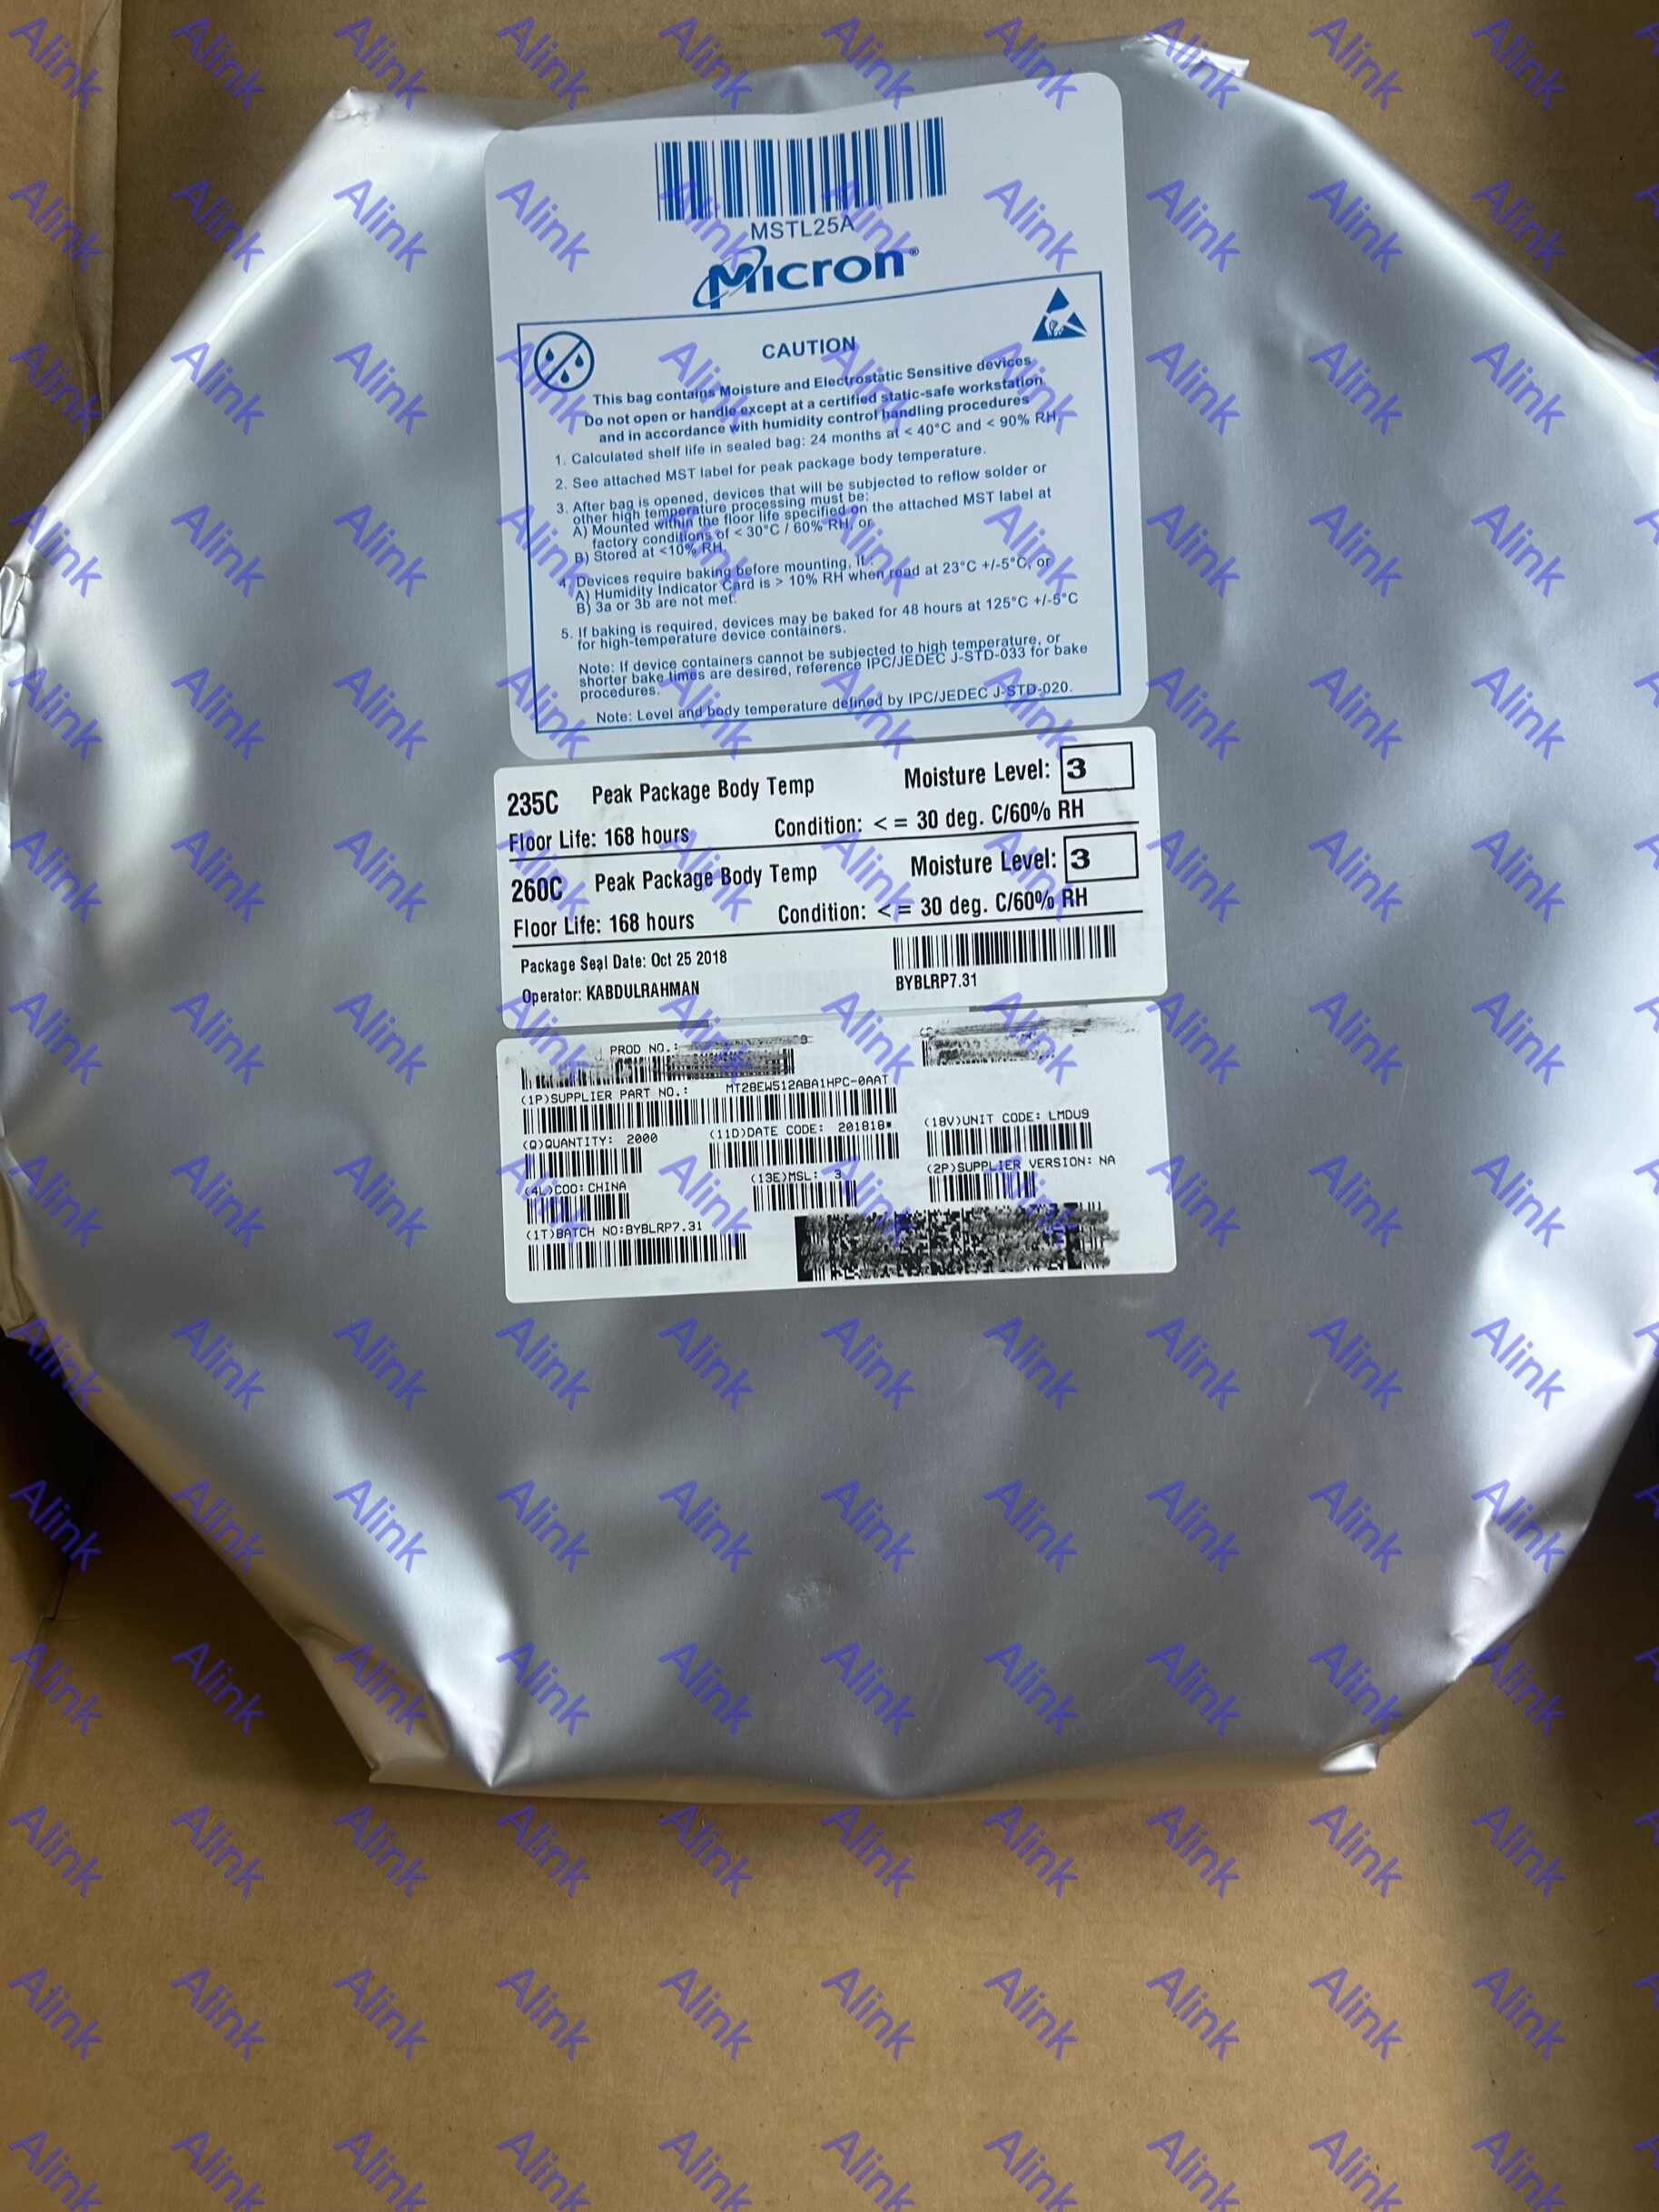 MSTL25A
Micron®
CAUTION
This bag contains Moisture and Electrostatic Sensitive devices
Do not open or handle except at a certified static-safe workstation
and in accordance with humidity control handling procedures
1. Calculated shelf life in sealed bag: 24 months at < 40°C and < 90% RH.
2. See attached MST label for peak package body temperature.
3. After bag is opened, devices that will be subjected to reflow solder or
other high temperature processing must be:
A) Mounted within the floor life specified on the attached MST label at
factory conditions of < 30°C / 60% RH, or
B) Stored at <10% RH.
4. Devices require baking before mounting, if:
A) Humidity Indicator Card is > 10% RH when read at 23°C +/-5°C, or
B) 3a or 3b are not met.
5. If baking is required, devices may be baked for 48 hours at 125°C +/-5°C
for high-temperature device containers.
Note: If device containers cannot be subjected to high temperature, or
shorter bake times are desired, reference IPC/JEDEC J-STD-033 for bake
procedures.
Note: Level and body temperature defined by IPC/JEDEC J-STD-020.
235C Peak Package Body Temp Moisture Level: 3
Floor Life: 168 hours Condition: < = 30 deg. C/60% RH
260C Peak Package Body Temp Moisture Level: 3
Floor Life: 168 hours Condition: < = 30 deg. C/60% RH
Package Seal Date: Oct 25 2018
Operator: KABDULRAHMAN BYBLRP7.31
PROD NO.:
(1P)SUPPLIER PART NO.: MT28EW512ABA1HPC-0AAT
(Q)QUANTITY: 2000 (11D)DATE CODE: 201818* (18V)UNIT CODE: LMDU9
(4L)COO: CHINA (13E)MSL: 3 (2P)SUPPLIER VERSION: NA
(1T)BATCH NO:BYBLRP7.31
Alink